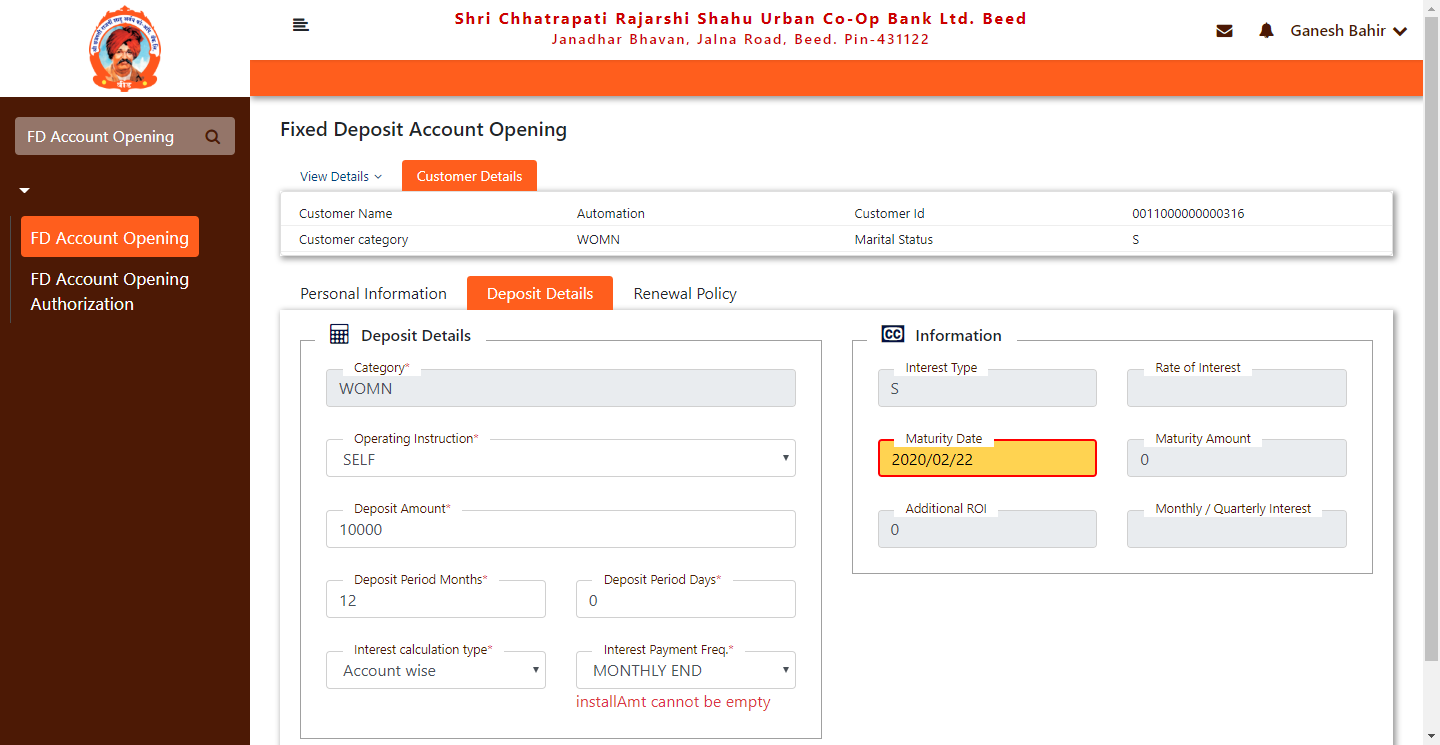 Shri Chhatrapati Rajarshi Shahu Urban Co-Op Bank Ltd. Beed
Janadhar Bhavan, Jalna Road, Beed. Pin-431122
Ganesh Bahir
FD Account Opening
FD Account Opening
FD Account Opening
Authorization
Fixed Deposit Account Opening
View Details
Customer Details
Customer Name Automation Customer Id 0011000000000316
Customer category WOMN Marital Status S
Personal Information Deposit Details Renewal Policy
Deposit Details
Category*
WOMN
Operating Instruction*
SELF
Deposit Amount*
10000
Deposit Period Months*
12
Deposit Period Days*
0
Interest calculation type*
Account wise
Interest Payment Freq.*
MONTHLY END
installAmt cannot be empty
CC Information
Interest Type
S
Rate of Interest
Maturity Date
2020/02/22
Maturity Amount
0
Additional ROI
0
Monthly / Quarterly Interest